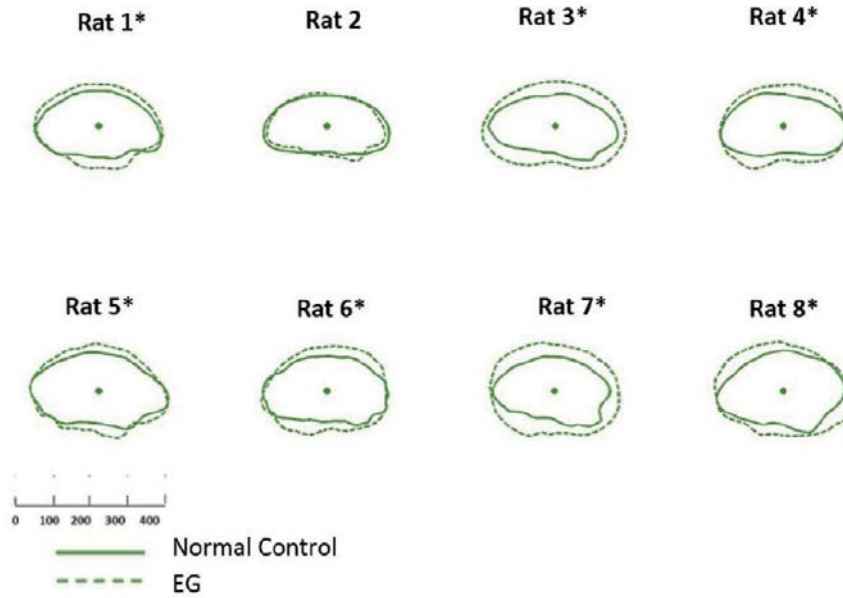 Rat 1* Rat 2 Rat 3* Rat 4*
Rat 5* Rat 6* Rat 7* Rat 8*
0 100 200 300 400
Normal Control
EG